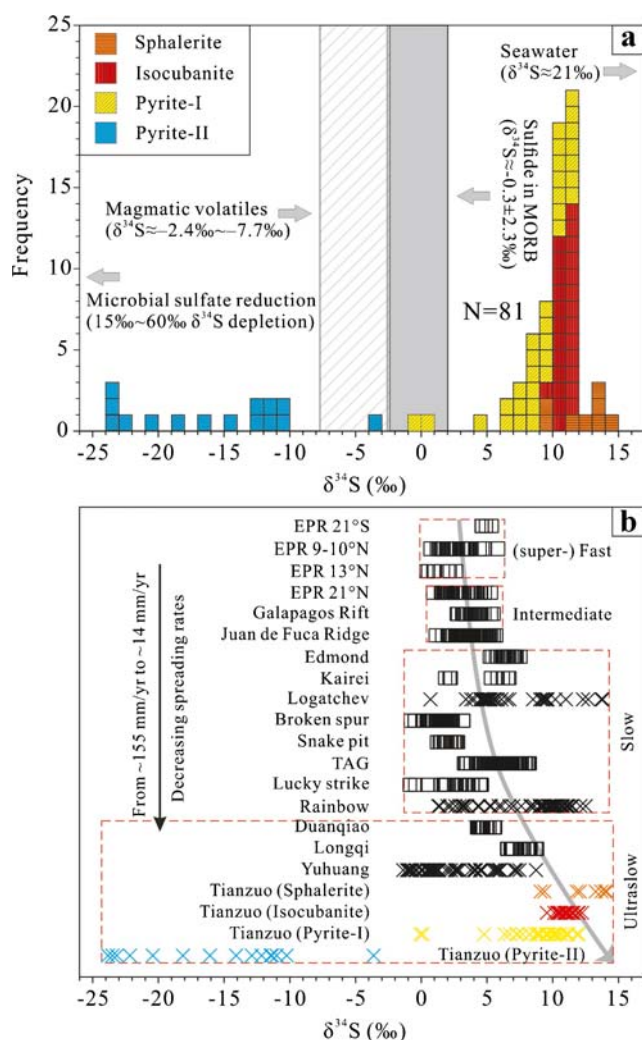 a
Sphalerite
Isocubanite
Pyrite-I
Pyrite-II
Seawater
(δ³⁴S≈21‰)
Sulfide in MORB
(δ³⁴S≈-0.3±2.3‰)
Magmatic volatiles
(δ³⁴S≈−2.4‰~−7.7‰)
Microbial sulfate reduction
(15‰~60‰ δ³⁴S depletion)
N=81
Frequency
25
20
15
10
5
0
-25 -20 -15 -10 -5 0 5 10 15
δ³⁴S (‰)
b
EPR 21°S
EPR 9-10°N
(super-) Fast
EPR 13°N
EPR 21°N
Galapagos Rift
Intermediate
Juan de Fuca Ridge
Edmond
Kairei
Logatchev
Broken spur
Slow
Snake pit
TAG
Lucky strike
Rainbow
Duanqiao
Longqi
Yuhuang
Ultraslow
Tianzuo (Sphalerite)
Tianzuo (Isocubanite)
Tianzuo (Pyrite-I)
Tianzuo (Pyrite-II)
From ~155 mm/yr to ~14 mm/yr
Decreasing spreading rates
-25 -20 -15 -10 -5 0 5 10 15
δ³⁴S (‰)